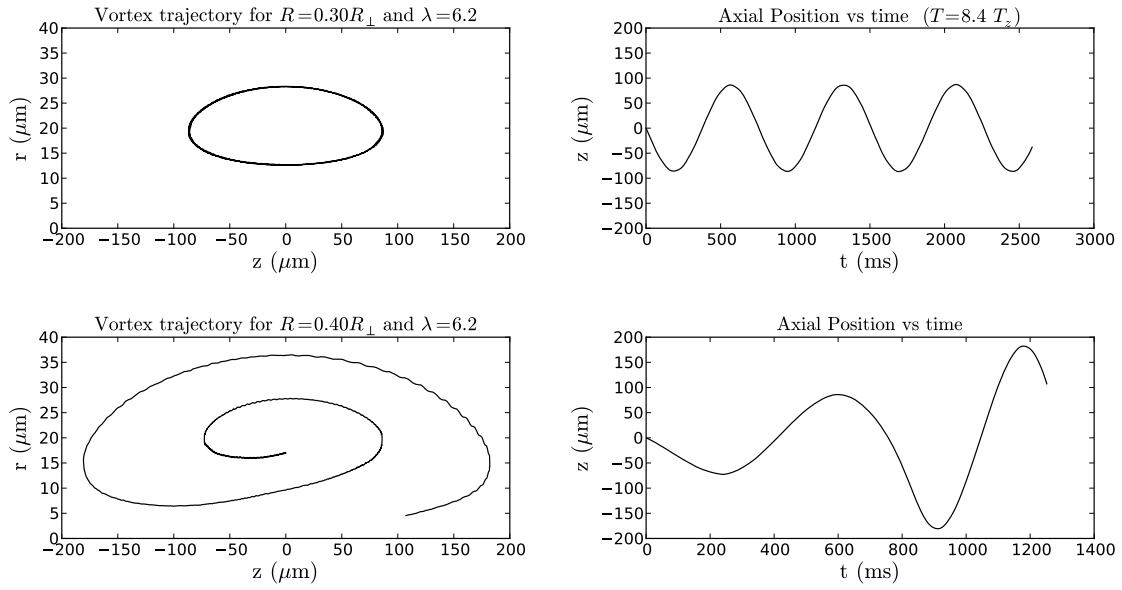 Vortex trajectory for R=0.30R⊥ and λ=6.2
40
35
30
25
20
15
10
5
0
r (μm)
−200 −150 −100 −50 0 50 100 150 200
z (μm)
Axial Position vs time (T=8.4 T_z)
200
150
100
50
0
−50
−100
−150
−200
z (μm)
0 500 1000 1500 2000 2500 3000
t (ms)
Vortex trajectory for R=0.40R⊥ and λ=6.2
40
35
30
25
20
15
10
5
0
r (μm)
−200 −150 −100 −50 0 50 100 150 200
z (μm)
Axial Position vs time
200
150
100
50
0
−50
−100
−150
−200
z (μm)
0 200 400 600 800 1000 1200 1400
t (ms)